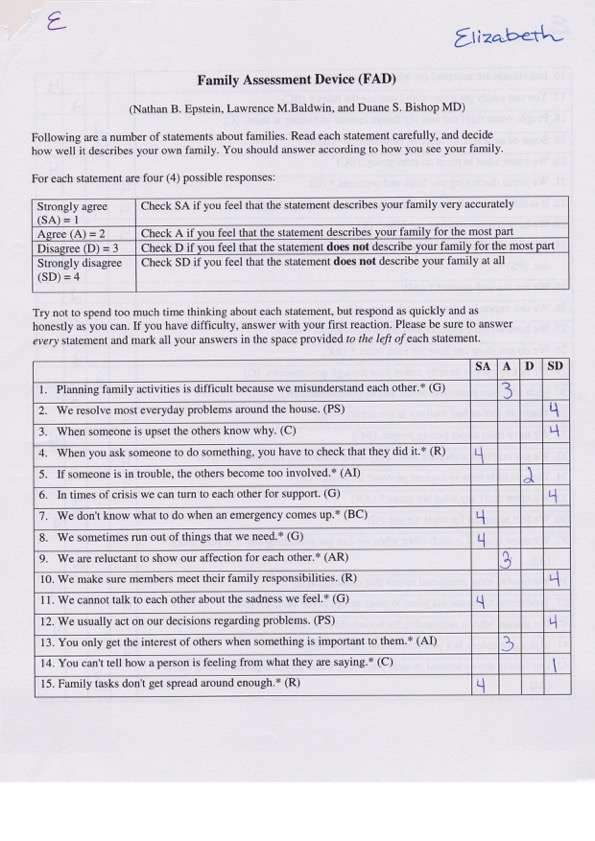 E
Elizabeth
Family Assessment Device (FAD)
(Nathan B. Epstein, Lawrence M.Baldwin, and Duane S. Bishop MD)
Following are a number of statements about families. Read each statement carefully, and decide
how well it describes your own family. You should answer according to how you see your family.
For each statement are four (4) possible responses:
Strongly agree (SA) = 1 Check SA if you feel that the statement describes your family very accurately
Agree (A) = 2 Check A if you feel that the statement describes your family for the most part
Disagree (D) = 3 Check D if you feel that the statement does not describe your family for the most part
Strongly disagree (SD) = 4 Check SD if you feel that the statement does not describe your family at all
Try not to spend too much time thinking about each statement, but respond as quickly and as
honestly as you can. If you have difficulty, answer with your first reaction. Please be sure to answer
every statement and mark all your answers in the space provided to the left of each statement.
SA A D SD
1. Planning family activities is difficult because we misunderstand each other.* (G) 3
2. We resolve most everyday problems around the house. (PS) 4
3. When someone is upset the others know why. (C) 4
4. When you ask someone to do something, you have to check that they did it.* (R) 4
5. If someone is in trouble, the others become too involved.* (AI) 2
6. In times of crisis we can turn to each other for support. (G) 4
7. We don't know what to do when an emergency comes up.* (BC) 4
8. We sometimes run out of things that we need.* (G) 4
9. We are reluctant to show our affection for each other.* (AR) 3
10. We make sure members meet their family responsibilities. (R) 4
11. We cannot talk to each other about the sadness we feel.* (G) 4
12. We usually act on our decisions regarding problems. (PS) 4
13. You only get the interest of others when something is important to them.* (AI) 3
14. You can't tell how a person is feeling from what they are saying.* (C) 1
15. Family tasks don't get spread around enough.* (R) 4